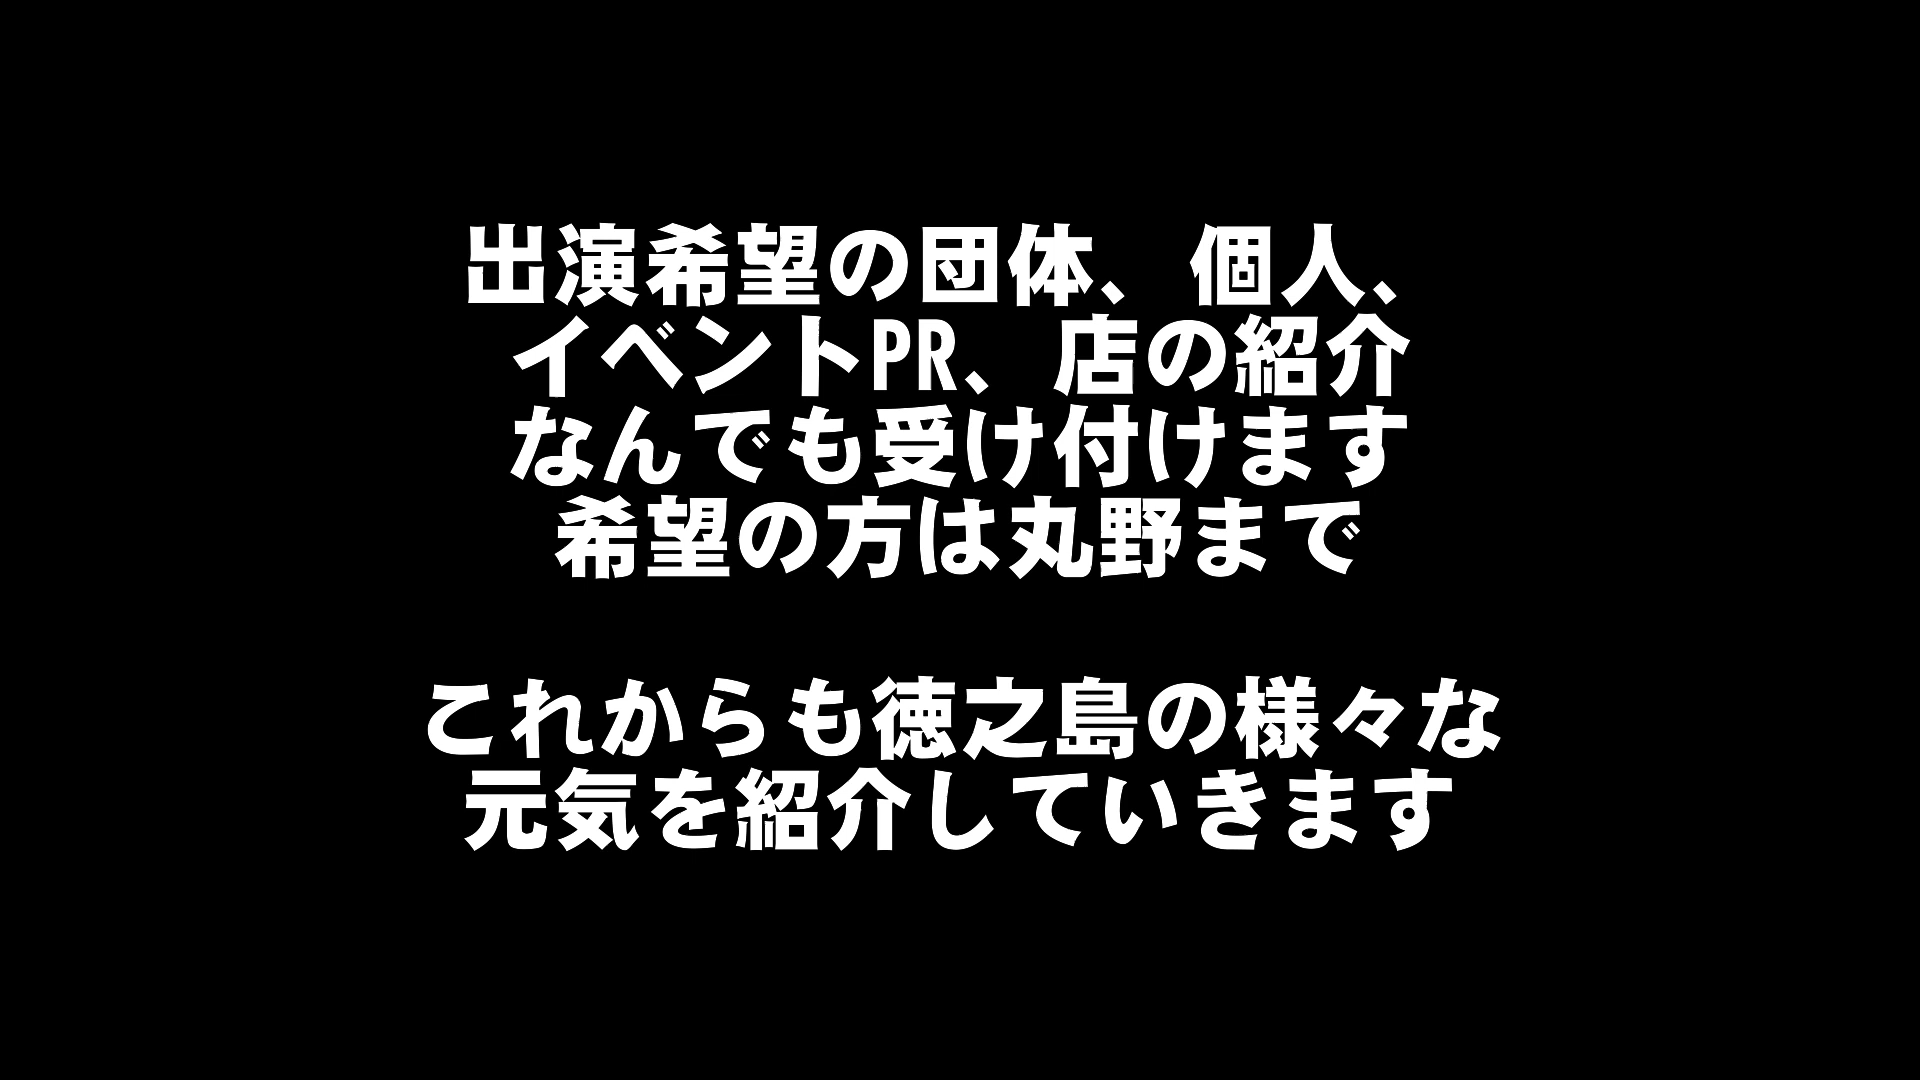 出演希望の団体、個人、
イベントPR、店の紹介
なんでも受け付けます
希望の方は丸野まで
これからも徳之島の様々な
元気を紹介していきます